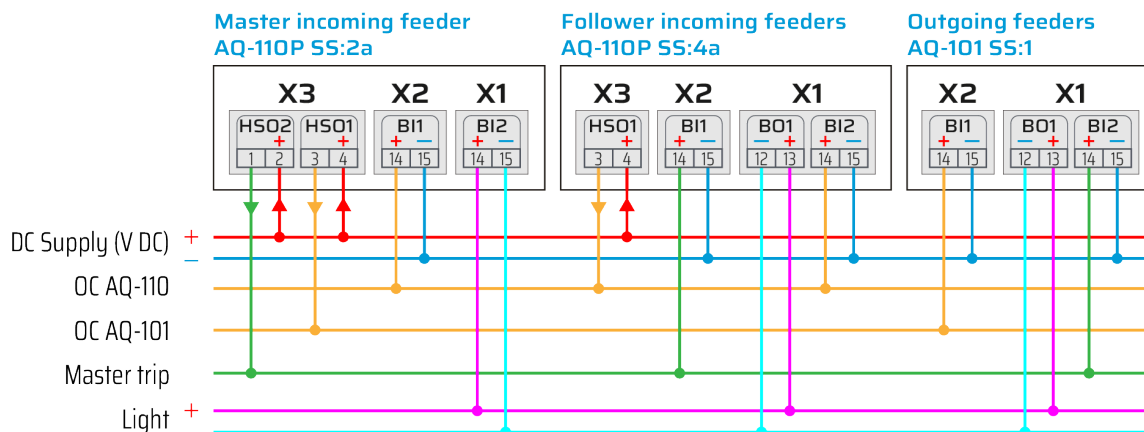 Master incoming feeder
AQ-110P SS:2a
Follower incoming feeders
AQ-110P SS:4a
Outgoing feeders
AQ-101 SS:1
X3 X2 X1
X3 X2 X1
X2 X1
HSO2 HSO1 BI1 BI2
HSO1 BI1 BO1 BI2
BI1 BO1 BI2
+ + + − + −
+ + − − + + −
+ − − + + −
1 2 3 4 14 15 14 15
3 4 14 15 12 13 14 15
14 15 12 13 14 15
DC Supply (V DC) +
−
OC AQ-110
OC AQ-101
Master trip
Light +